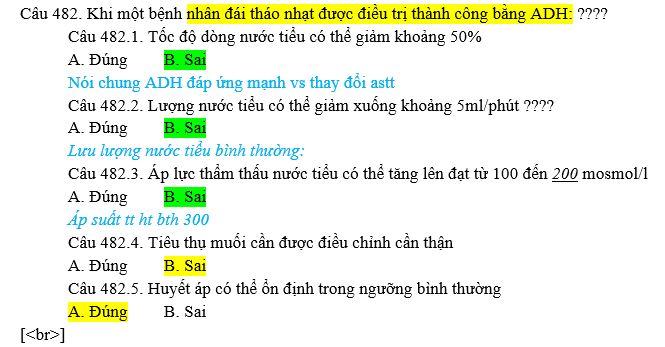 Câu 482. Khi một bệnh nhân đái tháo nhạt được điều trị thành công bằng ADH: ????
Câu 482.1. Tốc độ dòng nước tiểu có thể giảm khoảng 50%
A. Đúng B. Sai
Nói chung ADH đáp ứng mạnh vs thay đổi astt
Câu 482.2. Lượng nước tiểu có thể giảm xuống khoảng 5ml/phút ????
A. Đúng B. Sai
Lưu lượng nước tiểu bình thường:
Câu 482.3. Áp lực thẩm thấu nước tiểu có thể tăng lên đạt từ 100 đến 200 mosmol/l
A. Đúng B. Sai
Áp suất tt ht bth 300
Câu 482.4. Tiêu thụ muối cần được điều chỉnh cần thận
A. Đúng B. Sai
Câu 482.5. Huyết áp có thể ổn định trong ngưỡng bình thường
A. Đúng B. Sai
[<br>]